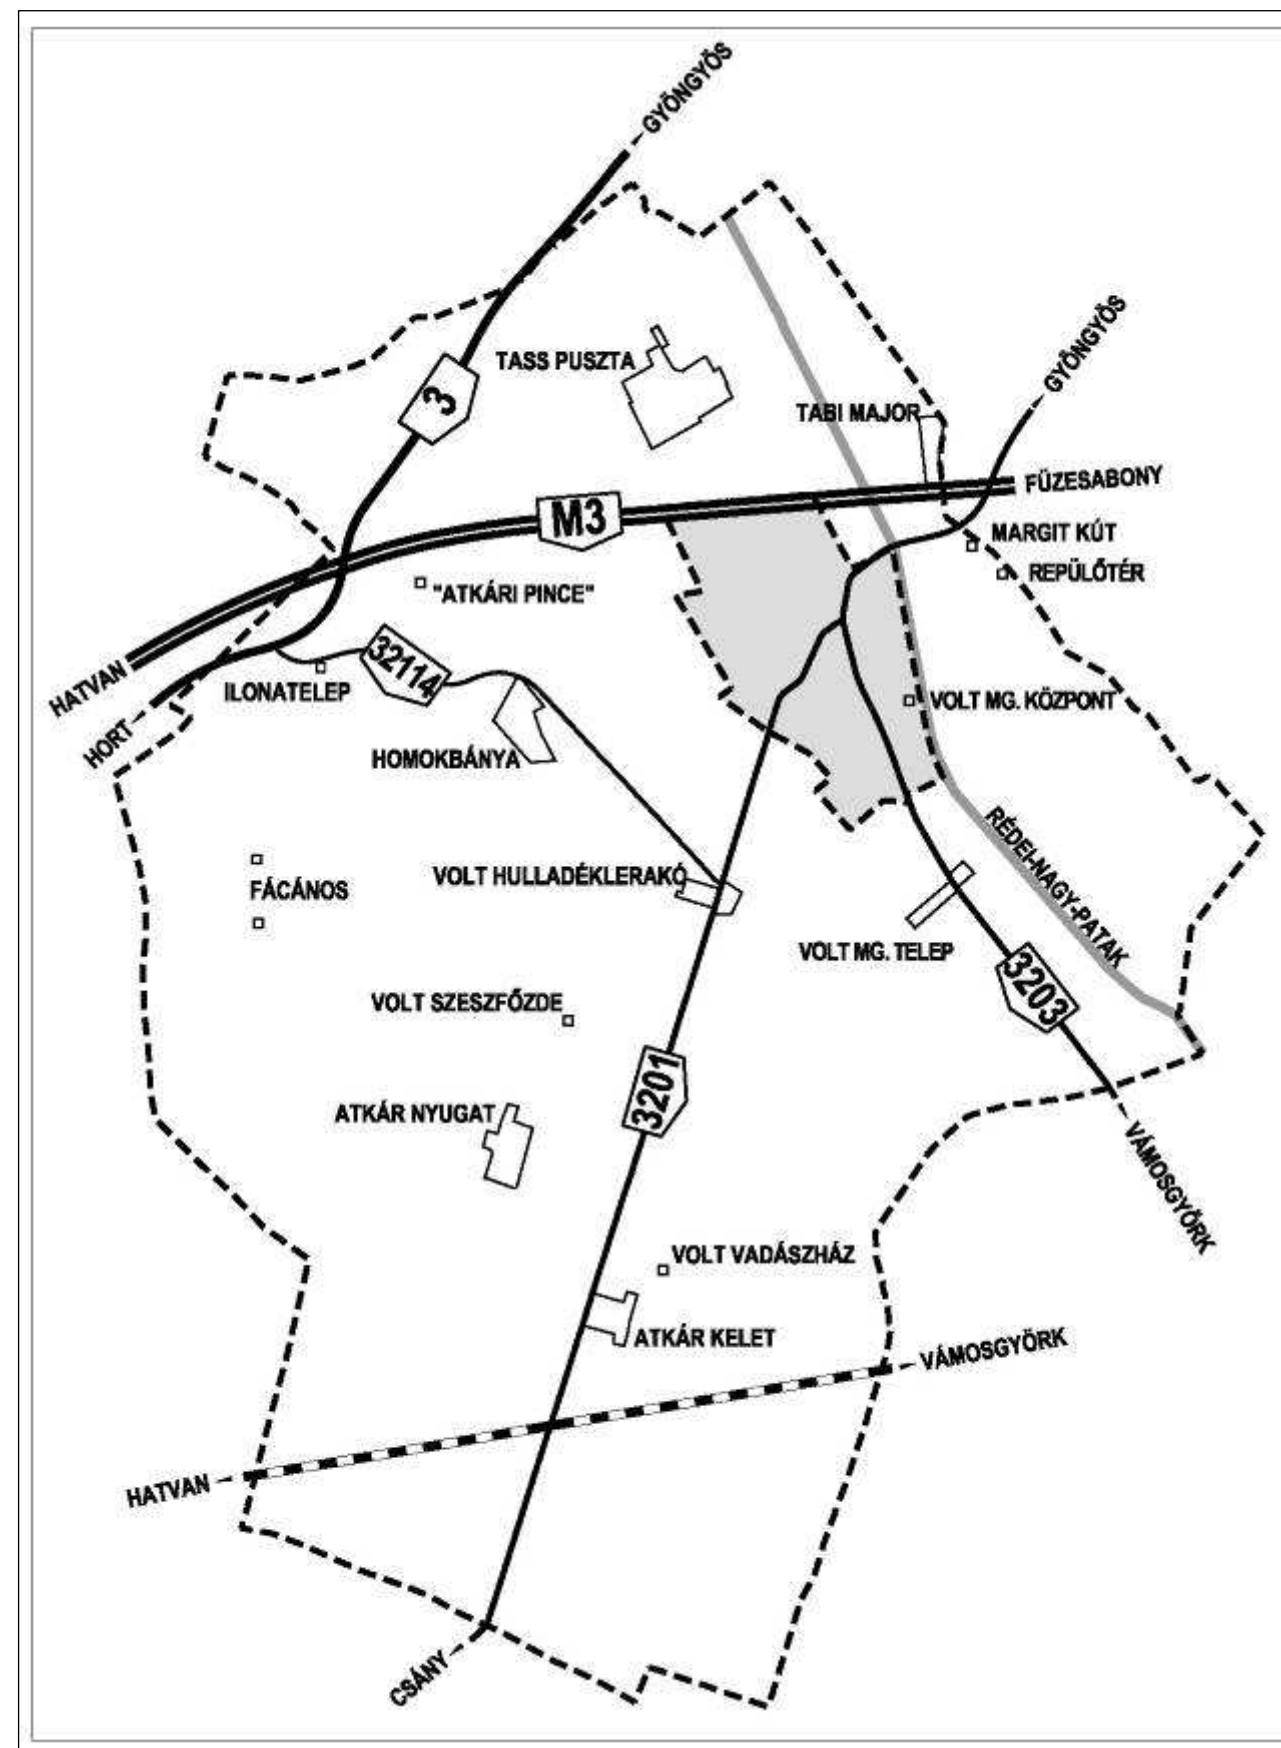 GYÖNGYÖS
GYÖNGYÖS
TASS PUSZTA
3
TABI MAJOR
FÜZESABONY
M3
MARGIT KÚT
REPÜLŐTÉR
"ATKÁRI PINCE"
32114
HATVAN
ILONATELEP
VOLT MG. KÖZPONT
HORT
HOMOKBÁNYA
RÉDEI-NAGY-PATAK
VOLT HULLADÉKLERAKÓ
FÁCÁNOS
VOLT MG. TELEP
3203
VOLT SZESZFŐZDE
3201
ATKÁR NYUGAT
VÁMOSGYÖRK
VOLT VADÁSZHÁZ
ATKÁR KELET
VÁMOSGYÖRK
HATVAN
CSÁNY